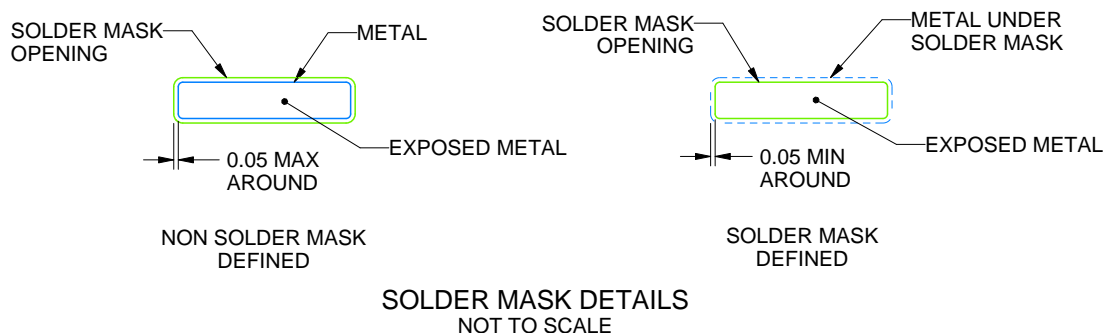 SOLDER MASK
OPENING
METAL
EXPOSED METAL
0.05 MAX
AROUND
NON SOLDER MASK
DEFINED
SOLDER MASK
OPENING
METAL UNDER
SOLDER MASK
EXPOSED METAL
0.05 MIN
AROUND
SOLDER MASK
DEFINED
SOLDER MASK DETAILS
NOT TO SCALE